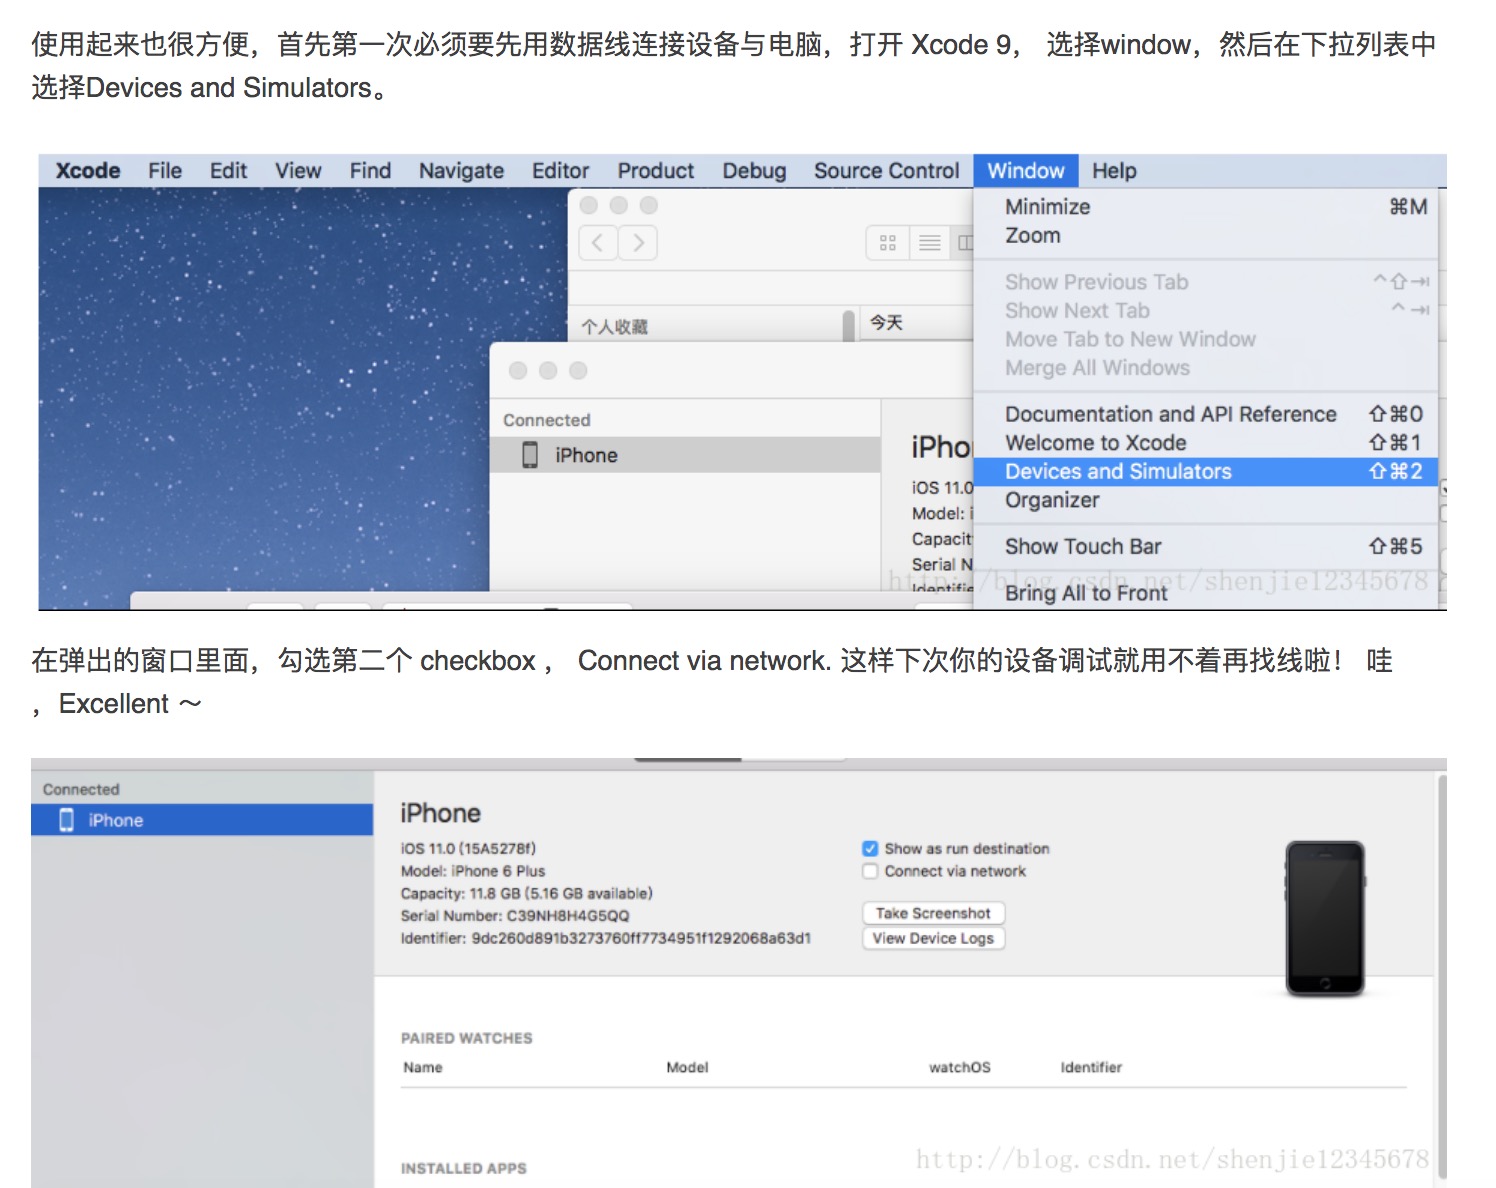 使用起来也很方便，首先第一次必须要先用数据线连接设备与电脑，打开 Xcode 9， 选择window，然后在下拉列表中
选择Devices and Simulators。
Xcode File Edit View Find Navigate Editor Product Debug Source Control Window Help
Minimize ⌘M
Zoom
Show Previous Tab ^⇧⇥
Show Next Tab ^⇥
Move Tab to New Window
Merge All Windows
Documentation and API Reference ⇧⌘0
Welcome to Xcode ⇧⌘1
Devices and Simulators ⇧⌘2
Organizer
Show Touch Bar ⇧⌘5
Bring All to Front
个人收藏 今天
Connected
iPhone
iPho
iOS 11.0
Model: i
Capacit
Serial N
Identifie
http://blog.csdn.net/shenjie12345678
在弹出的窗口里面，勾选第二个 checkbox ， Connect via network. 这样下次你的设备调试就用不着再找线啦！ 哇
，Excellent ～
Connected
iPhone
iPhone
iOS 11.0 (15A5278f)
Model: iPhone 6 Plus
Capacity: 11.8 GB (5.16 GB available)
Serial Number: C39NH8H4G5QQ
Identifier: 9dc260d891b3273760ff7734951f1292068a63d1
Show as run destination
Connect via network
Take Screenshot
View Device Logs
PAIRED WATCHES
Name Model watchOS Identifier
INSTALLED APPS
http://blog.csdn.net/shenjie12345678